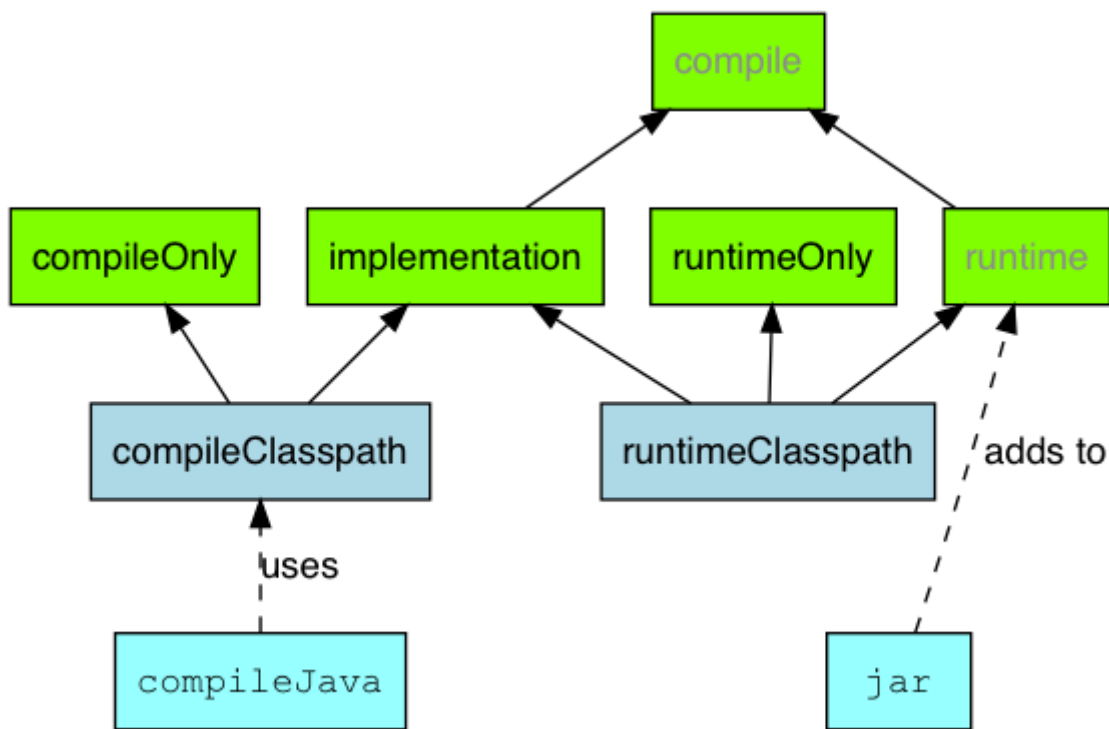 compile
compileOnly
implementation
runtimeOnly
runtime
compileClasspath
runtimeClasspath
adds to
uses
compileJava
jar